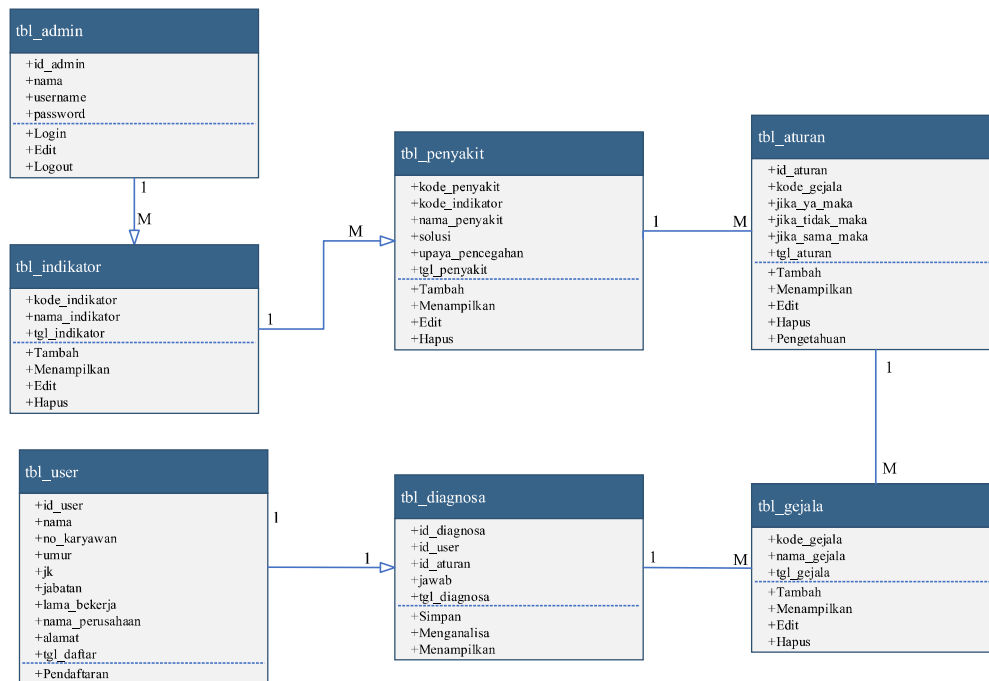 tbl_admin
+id_admin
+nama
+username
+password
+Login
+Edit
+Logout
1
M
tbl_indikator
+kode_indikator
+nama_indikator
+tgl_indikator
+Tambah
+Menampilkan
+Edit
+Hapus
1
M
tbl_penyakit
+kode_penyakit
+kode_indikator
+nama_penyakit
+solusi
+upaya_pencegahan
+tgl_penyakit
+Tambah
+Menampilkan
+Edit
+Hapus
1
M
tbl_aturan
+id_aturan
+kode_gejala
+jika_ya_maka
+jika_tidak_maka
+jika_sama_maka
+tgl_aturan
+Tambah
+Menampilkan
+Edit
+Hapus
+Pengetahuan
1
M
tbl_user
+id_user
+nama
+no_karyawan
+umur
+jk
+jabatan
+lama_bekerja
+nama_perusahaan
+alamat
+tgl_daftar
+Pendaftaran
1
1
tbl_diagnosa
+id_diagnosa
+id_user
+id_aturan
+jawab
+tgl_diagnosa
+Simpan
+Menganalisa
+Menampilkan
1
M
tbl_gejala
+kode_gejala
+nama_gejala
+tgl_gejala
+Tambah
+Menampilkan
+Edit
+Hapus